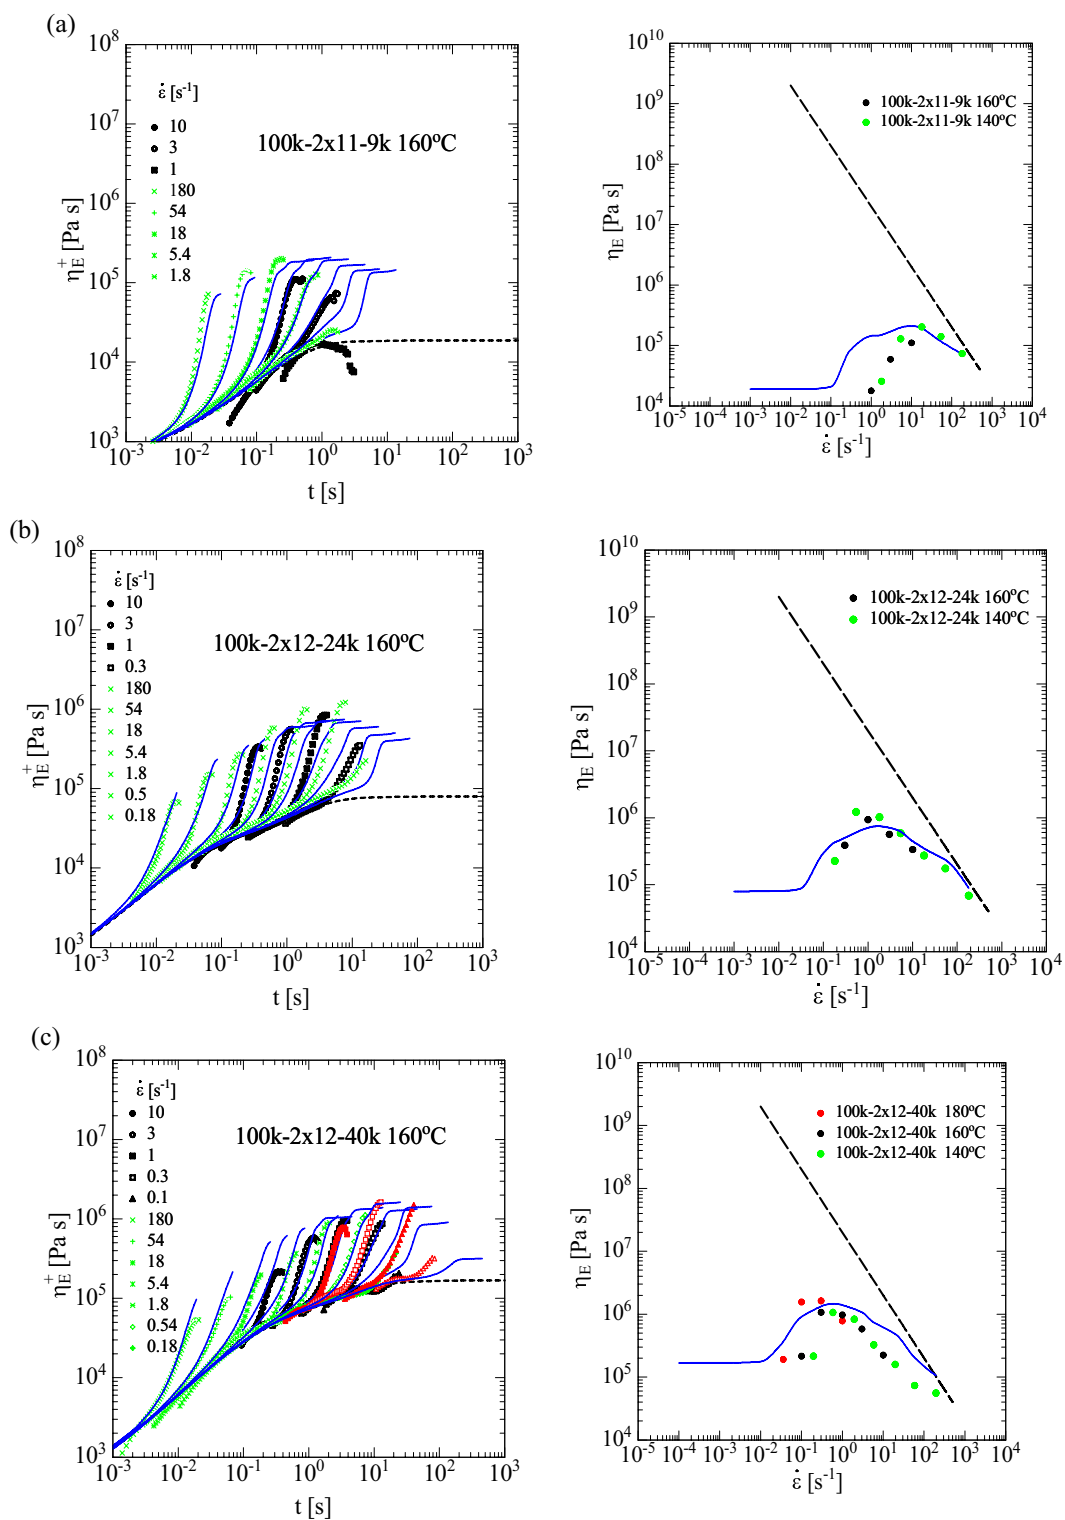 (a)
10^8
10^7
10^6
10^5
10^4
10^3
η_E^+ [Pa s]
ε̇ [s^-1]
10
3
1
180
54
18
5.4
1.8
100k-2x11-9k 160°C
10^-3 10^-2 10^-1 10^0 10^1 10^2 10^3
t [s]
10^10
10^9
10^8
10^7
10^6
10^5
10^4
η_E [Pa s]
100k-2x11-9k 160°C
100k-2x11-9k 140°C
10^-5 10^-4 10^-3 10^-2 10^-1 10^0 10^1 10^2 10^3 10^4
ε̇ [s^-1]
(b)
10^8
10^7
10^6
10^5
10^4
10^3
η_E^+ [Pa s]
ε̇ [s^-1]
10
3
1
0.3
180
54
18
5.4
1.8
0.5
0.18
100k-2x12-24k 160°C
10^-3 10^-2 10^-1 10^0 10^1 10^2 10^3
t [s]
10^10
10^9
10^8
10^7
10^6
10^5
10^4
η_E [Pa s]
100k-2x12-24k 160°C
100k-2x12-24k 140°C
10^-5 10^-4 10^-3 10^-2 10^-1 10^0 10^1 10^2 10^3 10^4
ε̇ [s^-1]
(c)
10^8
10^7
10^6
10^5
10^4
10^3
η_E^+ [Pa s]
ε̇ [s^-1]
10
3
1
0.3
0.1
180
54
18
5.4
1.8
0.54
0.18
100k-2x12-40k 160°C
10^-3 10^-2 10^-1 10^0 10^1 10^2 10^3
t [s]
10^10
10^9
10^8
10^7
10^6
10^5
10^4
η_E [Pa s]
100k-2x12-40k 180°C
100k-2x12-40k 160°C
100k-2x12-40k 140°C
10^-5 10^-4 10^-3 10^-2 10^-1 10^0 10^1 10^2 10^3 10^4
ε̇ [s^-1]